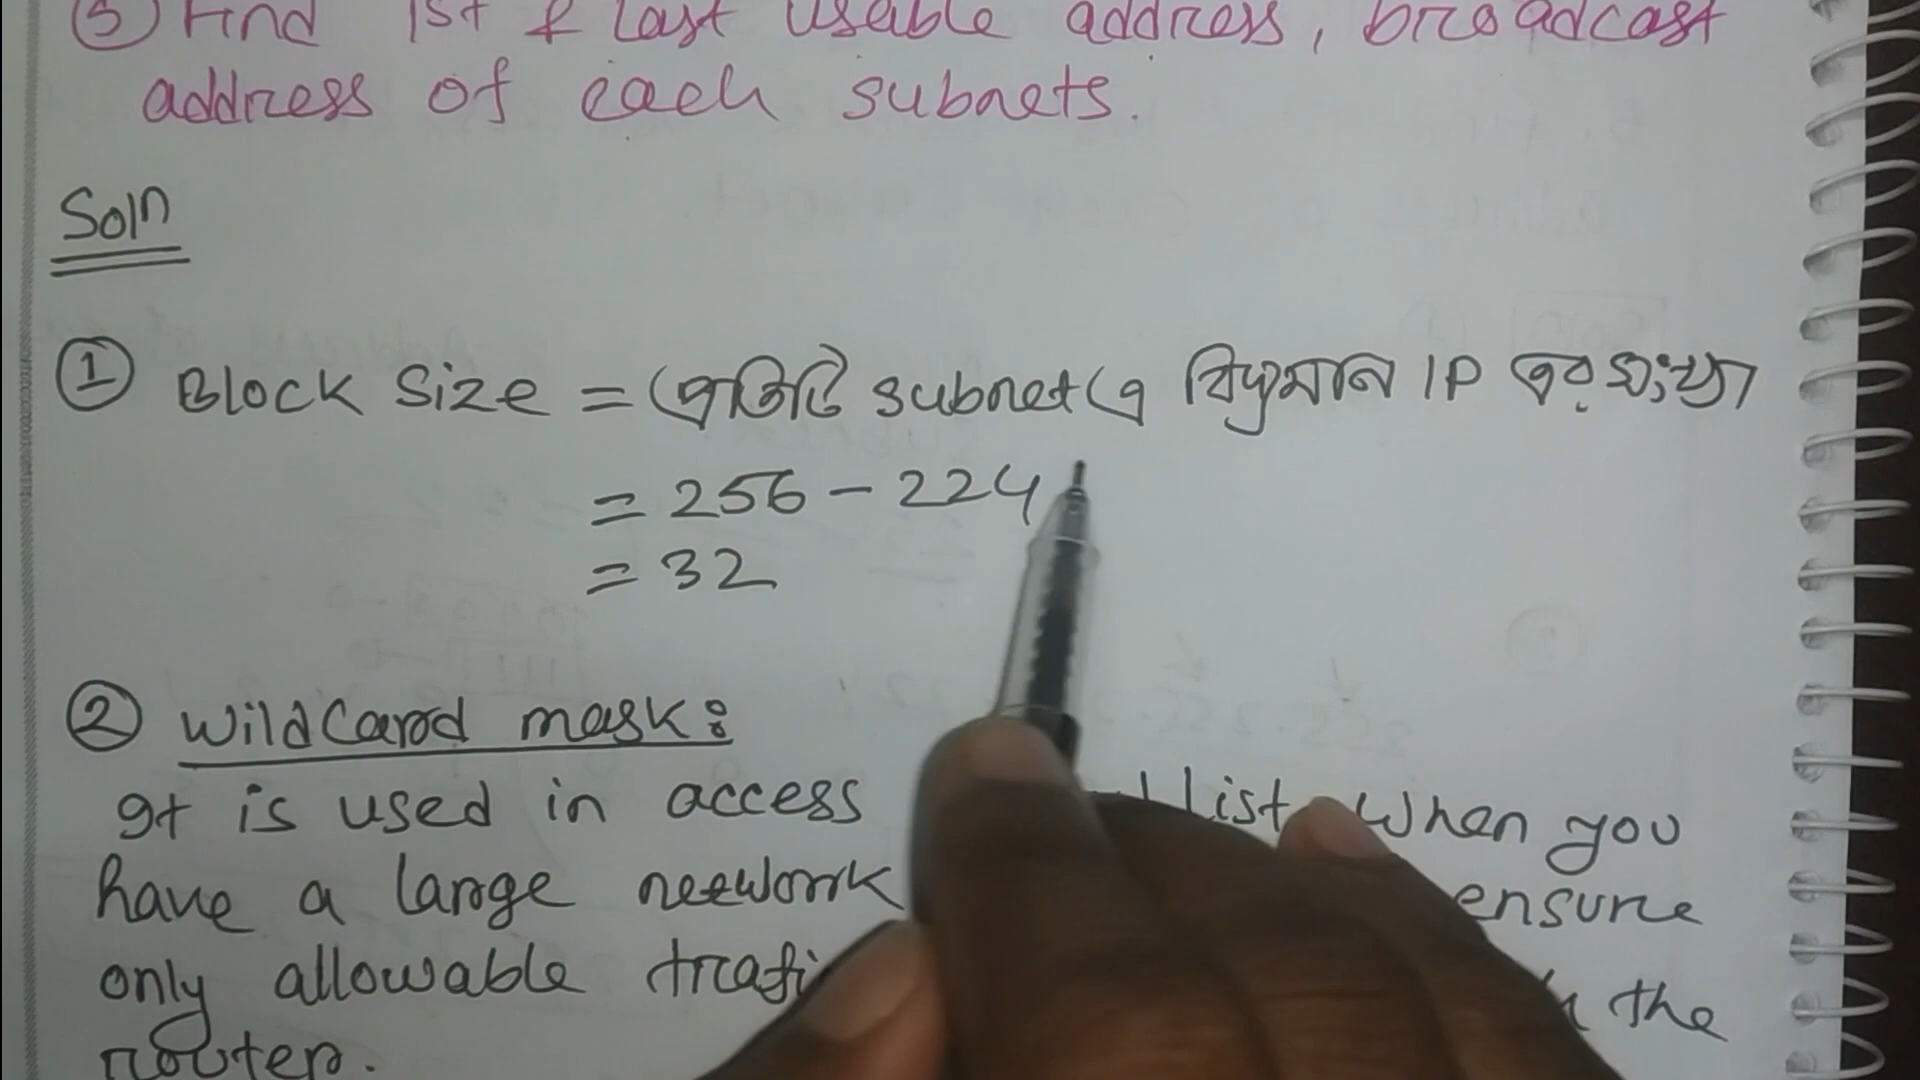 ⑤ Find 1st & Last usable address, broadcast
address of each subnets.
Soln
① Block Size = প্রতিটি subnet এ বিদ্যমান IP এর সংখ্যা
= 256 - 224
= 32
② Wild Card mask:
It is used in access list. When you
have a large network ensure
only allowable the
router.